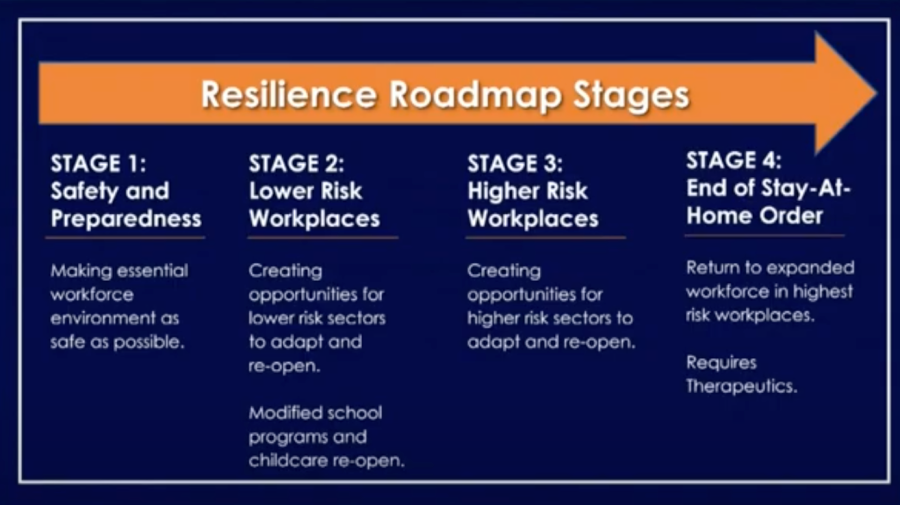 Resilience Roadmap Stages
STAGE 1:
Safety and
Preparedness
Making essential
workforce
environment as
safe as possible.
STAGE 2:
Lower Risk
Workplaces
Creating
opportunities for
lower risk sectors
to adapt and
re-open.
Modified school
programs and
childcare re-open.
STAGE 3:
Higher Risk
Workplaces
Creating
opportunities for
higher risk sectors to
adapt and re-open.
STAGE 4:
End of Stay-At-
Home Order
Return to expanded
workforce in highest
risk workplaces.
Requires
Therapeutics.